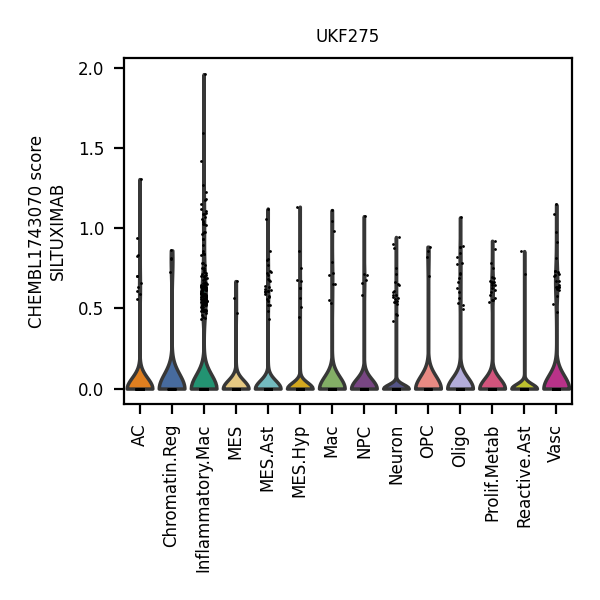 UKF275
CHEMBL1743070 score
SILTUXIMAB
2.0
1.5
1.0
0.5
0.0
AC
Chromatin.Reg
Inflammatory.Mac
MES
MES.Ast
MES.Hyp
Mac
NPC
Neuron
OPC
Oligo
Prolif.Metab
Reactive.Ast
Vasc